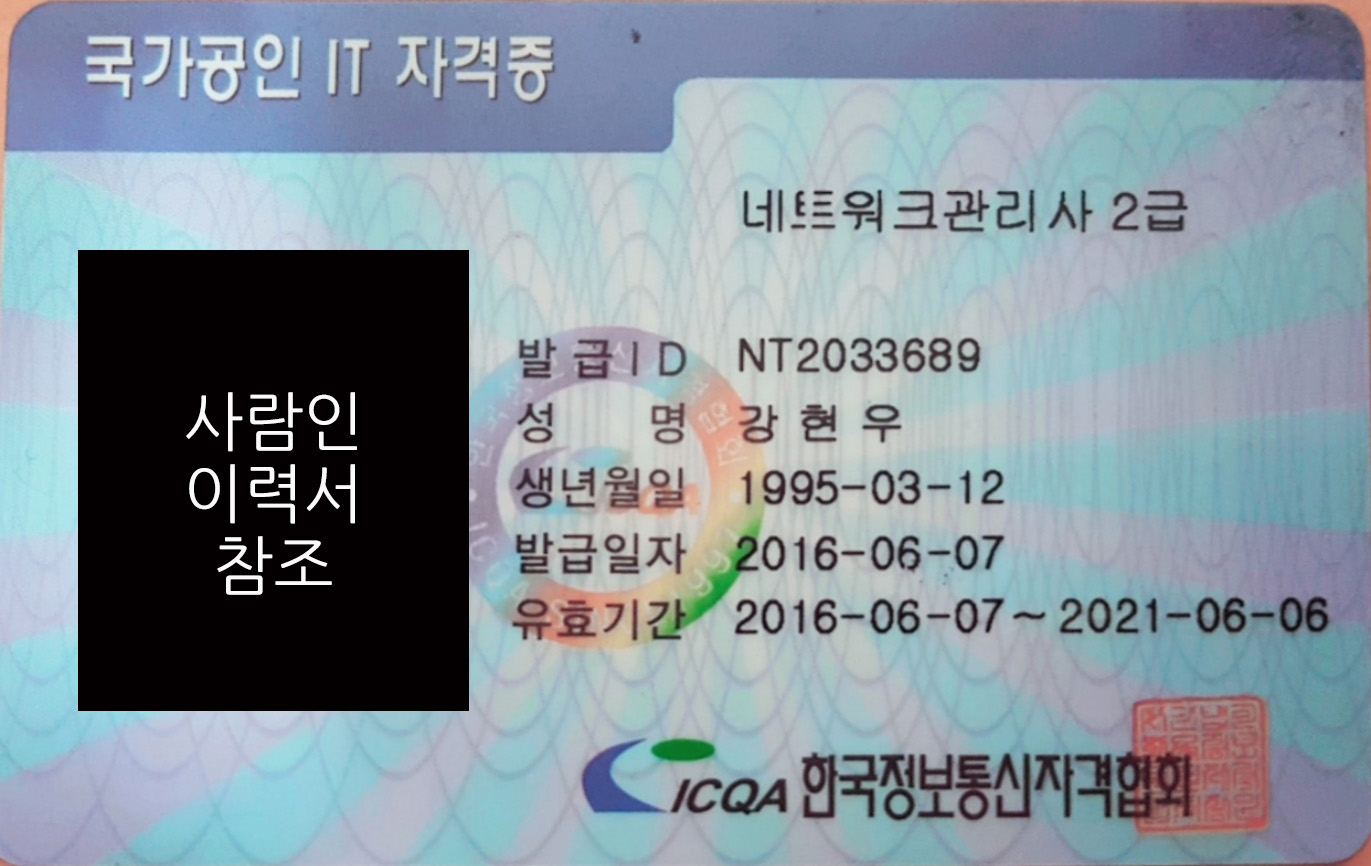 국가공인 IT 자격증
네트워크관리사 2급
사람인
이력서
참조
발 급 I D NT2033689
성 명 강 현 우
생년월일 1995-03-12
발급일자 2016-06-07
유효기간 2016-06-07~2021-06-06
ICQA 한국정보통신자격협회